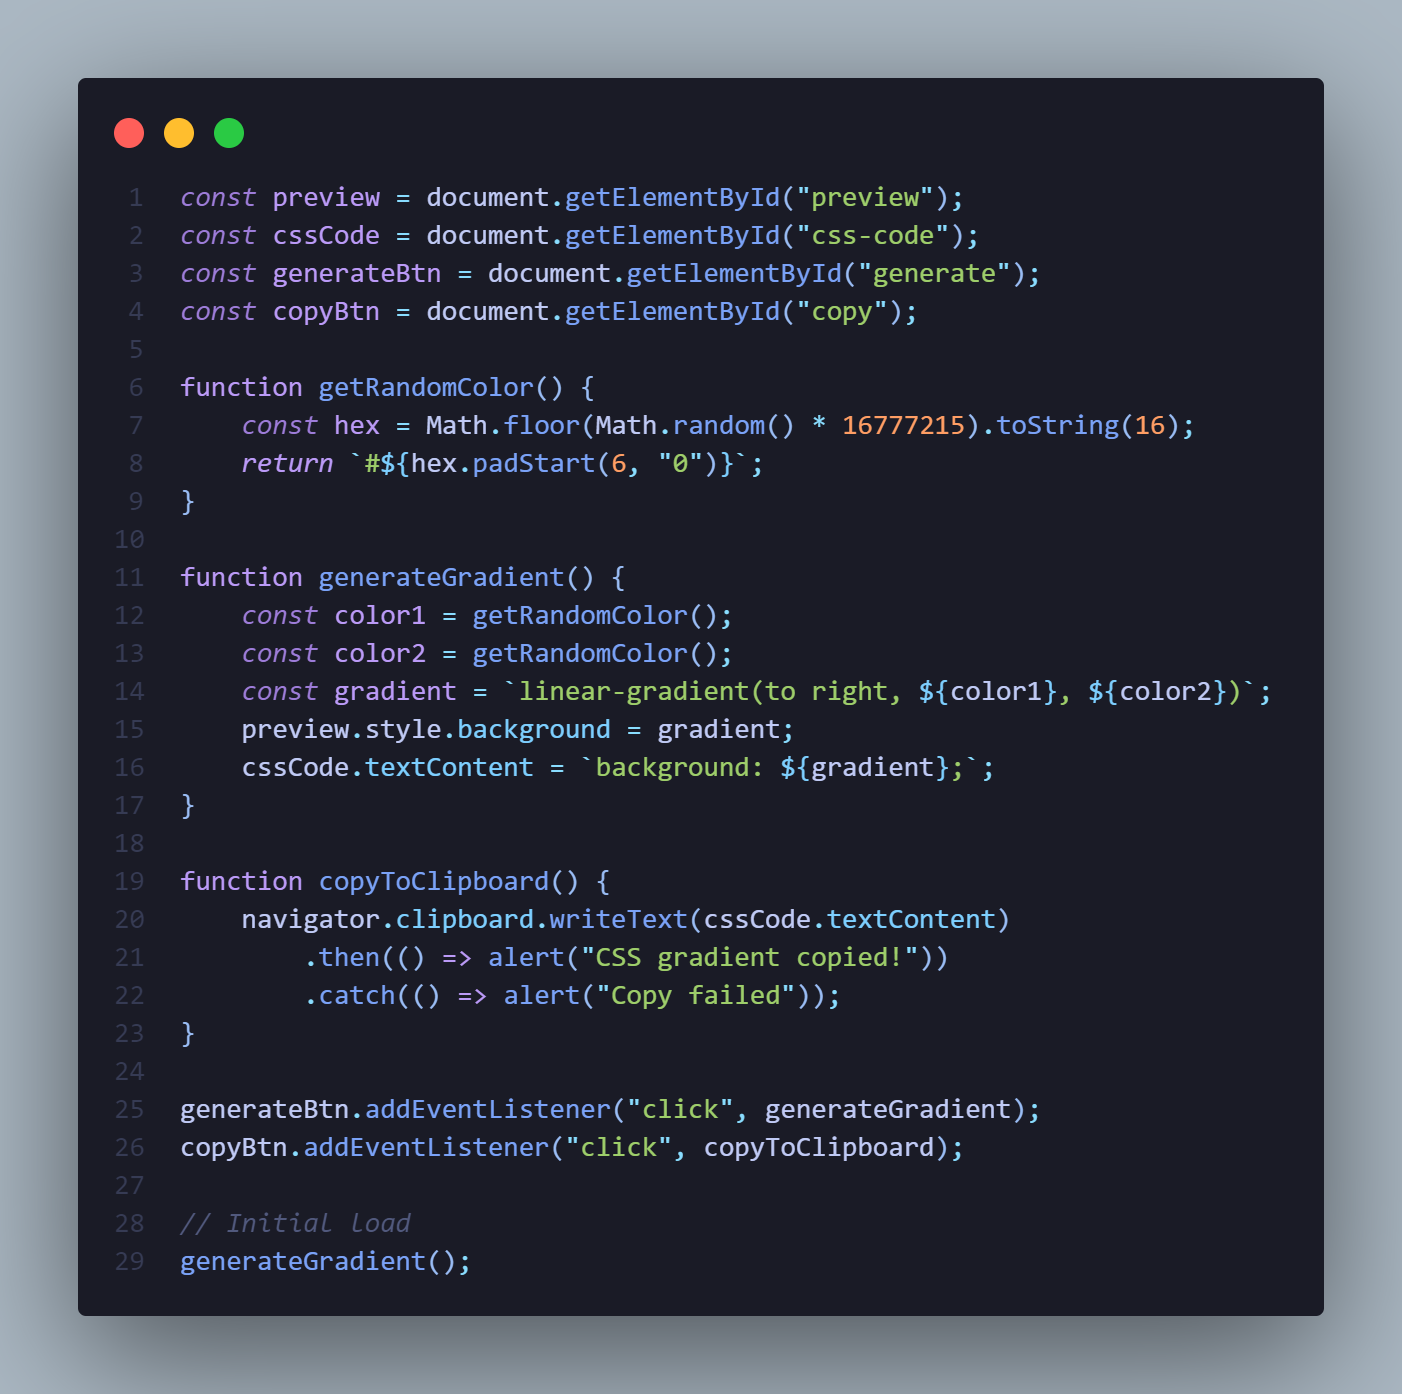 1 const preview = document.getElementById("preview");
2 const cssCode = document.getElementById("css-code");
3 const generateBtn = document.getElementById("generate");
4 const copyBtn = document.getElementById("copy");
5
6 function getRandomColor() {
7     const hex = Math.floor(Math.random() * 16777215).toString(16);
8     return `#${hex.padStart(6, "0")}`;
9 }
10
11 function generateGradient() {
12     const color1 = getRandomColor();
13     const color2 = getRandomColor();
14     const gradient = `linear-gradient(to right, ${color1}, ${color2})`;
15     preview.style.background = gradient;
16     cssCode.textContent = `background: ${gradient};`;
17 }
18
19 function copyToClipboard() {
20     navigator.clipboard.writeText(cssCode.textContent)
21         .then(() => alert("CSS gradient copied!"))
22         .catch(() => alert("Copy failed"));
23 }
24
25 generateBtn.addEventListener("click", generateGradient);
26 copyBtn.addEventListener("click", copyToClipboard);
27
28 // Initial load
29 generateGradient();